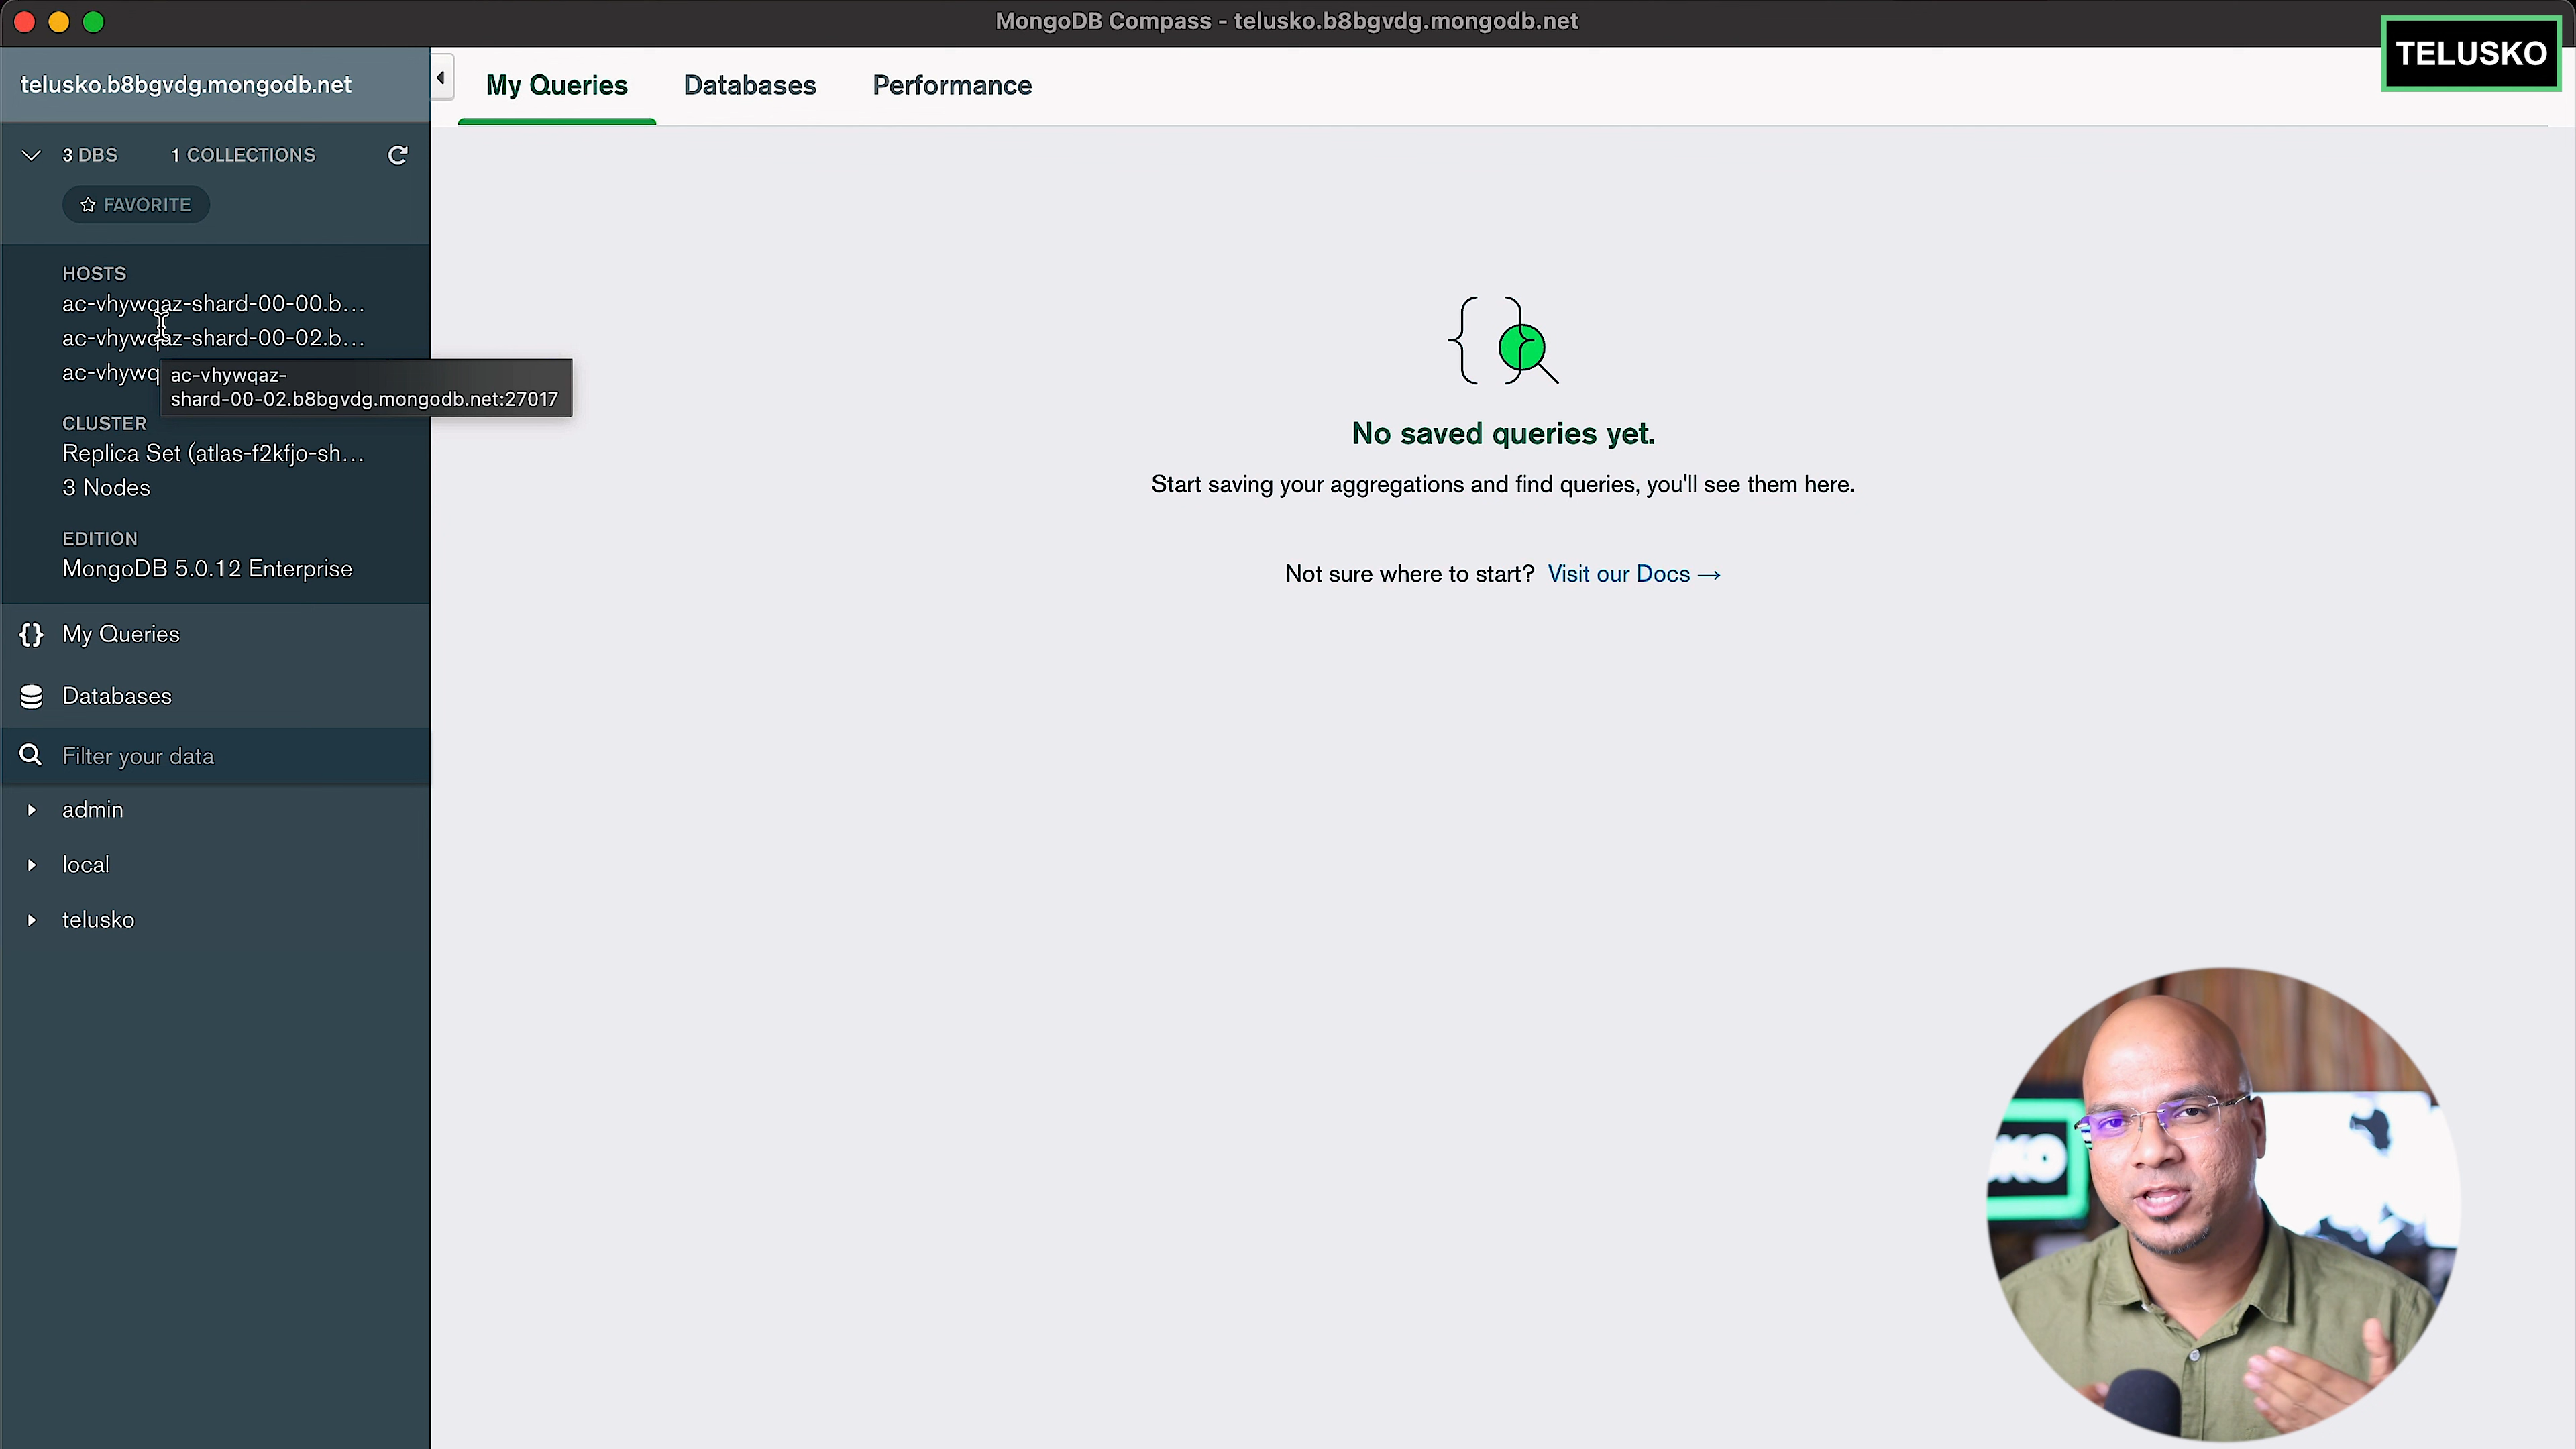 MongoDB Compass - telusko.b8bgvdg.mongodb.net
TELUSKO
telusko.b8bgvdg.mongodb.net
My Queries
Databases
Performance
3 DBS
1 COLLECTIONS
FAVORITE
HOSTS
ac-vhywqaz-shard-00-00.b...
ac-vhywqaz-shard-00-02.b...
ac-vhywq
ac-vhywqaz-
shard-00-02.b8bgvdg.mongodb.net:27017
CLUSTER
Replica Set (atlas-f2kfjo-sh...
3 Nodes
EDITION
MongoDB 5.0.12 Enterprise
{} My Queries
Databases
Filter your data
admin
local
telusko
{ }
No saved queries yet.
Start saving your aggregations and find queries, you'll see them here.
Not sure where to start? Visit our Docs →
KO